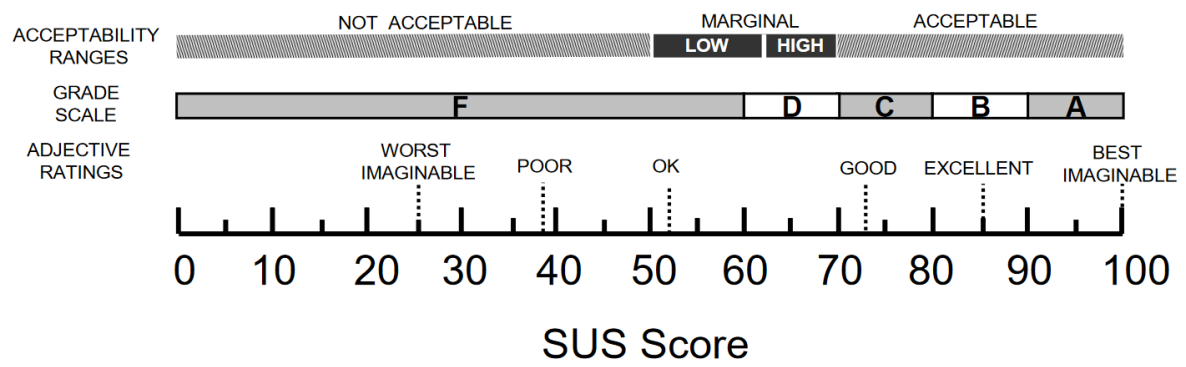 NOT ACCEPTABLE
MARGINAL
ACCEPTABLE
ACCEPTABILITY
RANGES
LOW
HIGH
GRADE
SCALE
F
D
C
B
A
ADJECTIVE
RATINGS
WORST
IMAGINABLE
POOR
OK
GOOD
EXCELLENT
BEST
IMAGINABLE
0 10 20 30 40 50 60 70 80 90 100
SUS Score